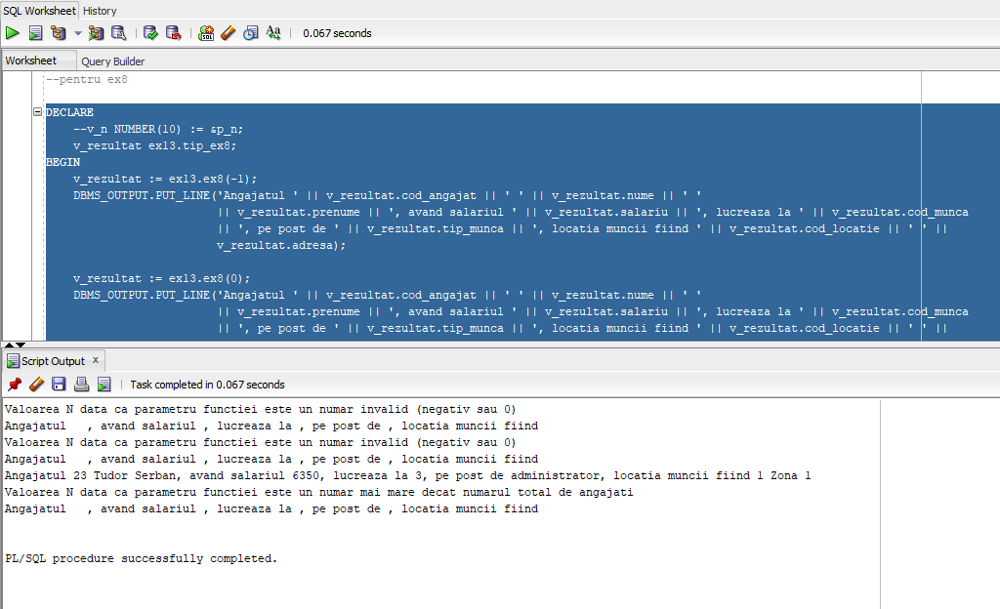 SQL Worksheet History
0.067 seconds
Worksheet Query Builder
--pentru ex8
DECLARE
--v_n NUMBER(10) := &p_n;
v_rezultat ex13.tip_ex8;
BEGIN
v_rezultat := ex13.ex8(-1);
DBMS_OUTPUT.PUT_LINE('Angajatul ' || v_rezultat.cod_angajat || ' ' || v_rezultat.nume || ' '
|| v_rezultat.prenume || ', avand salariul ' || v_rezultat.salariu || ', lucreaza la ' || v_rezultat.cod_munca
|| ', pe post de ' || v_rezultat.tip_munca || ', locatia muncii fiind ' || v_rezultat.cod_locatie || ' ' ||
v_rezultat.adresa);
v_rezultat := ex13.ex8(0);
DBMS_OUTPUT.PUT_LINE('Angajatul ' || v_rezultat.cod_angajat || ' ' || v_rezultat.nume || ' '
|| v_rezultat.prenume || ', avand salariul ' || v_rezultat.salariu || ', lucreaza la ' || v_rezultat.cod_munca
|| ', pe post de ' || v_rezultat.tip_munca || ', locatia muncii fiind ' || v_rezultat.cod_locatie || ' ' ||
Script Output x
Task completed in 0.067 seconds
Valoarea N data ca parametru functiei este un numar invalid (negativ sau 0)
Angajatul   , avand salariul , lucreaza la , pe post de , locatia muncii fiind
Valoarea N data ca parametru functiei este un numar invalid (negativ sau 0)
Angajatul   , avand salariul , lucreaza la , pe post de , locatia muncii fiind
Angajatul 23 Tudor Serban, avand salariul 6350, lucreaza la 3, pe post de administrator, locatia muncii fiind 1 Zona 1
Valoarea N data ca parametru functiei este un numar mai mare decat numarul total de angajati
Angajatul   , avand salariul , lucreaza la , pe post de , locatia muncii fiind
PL/SQL procedure successfully completed.